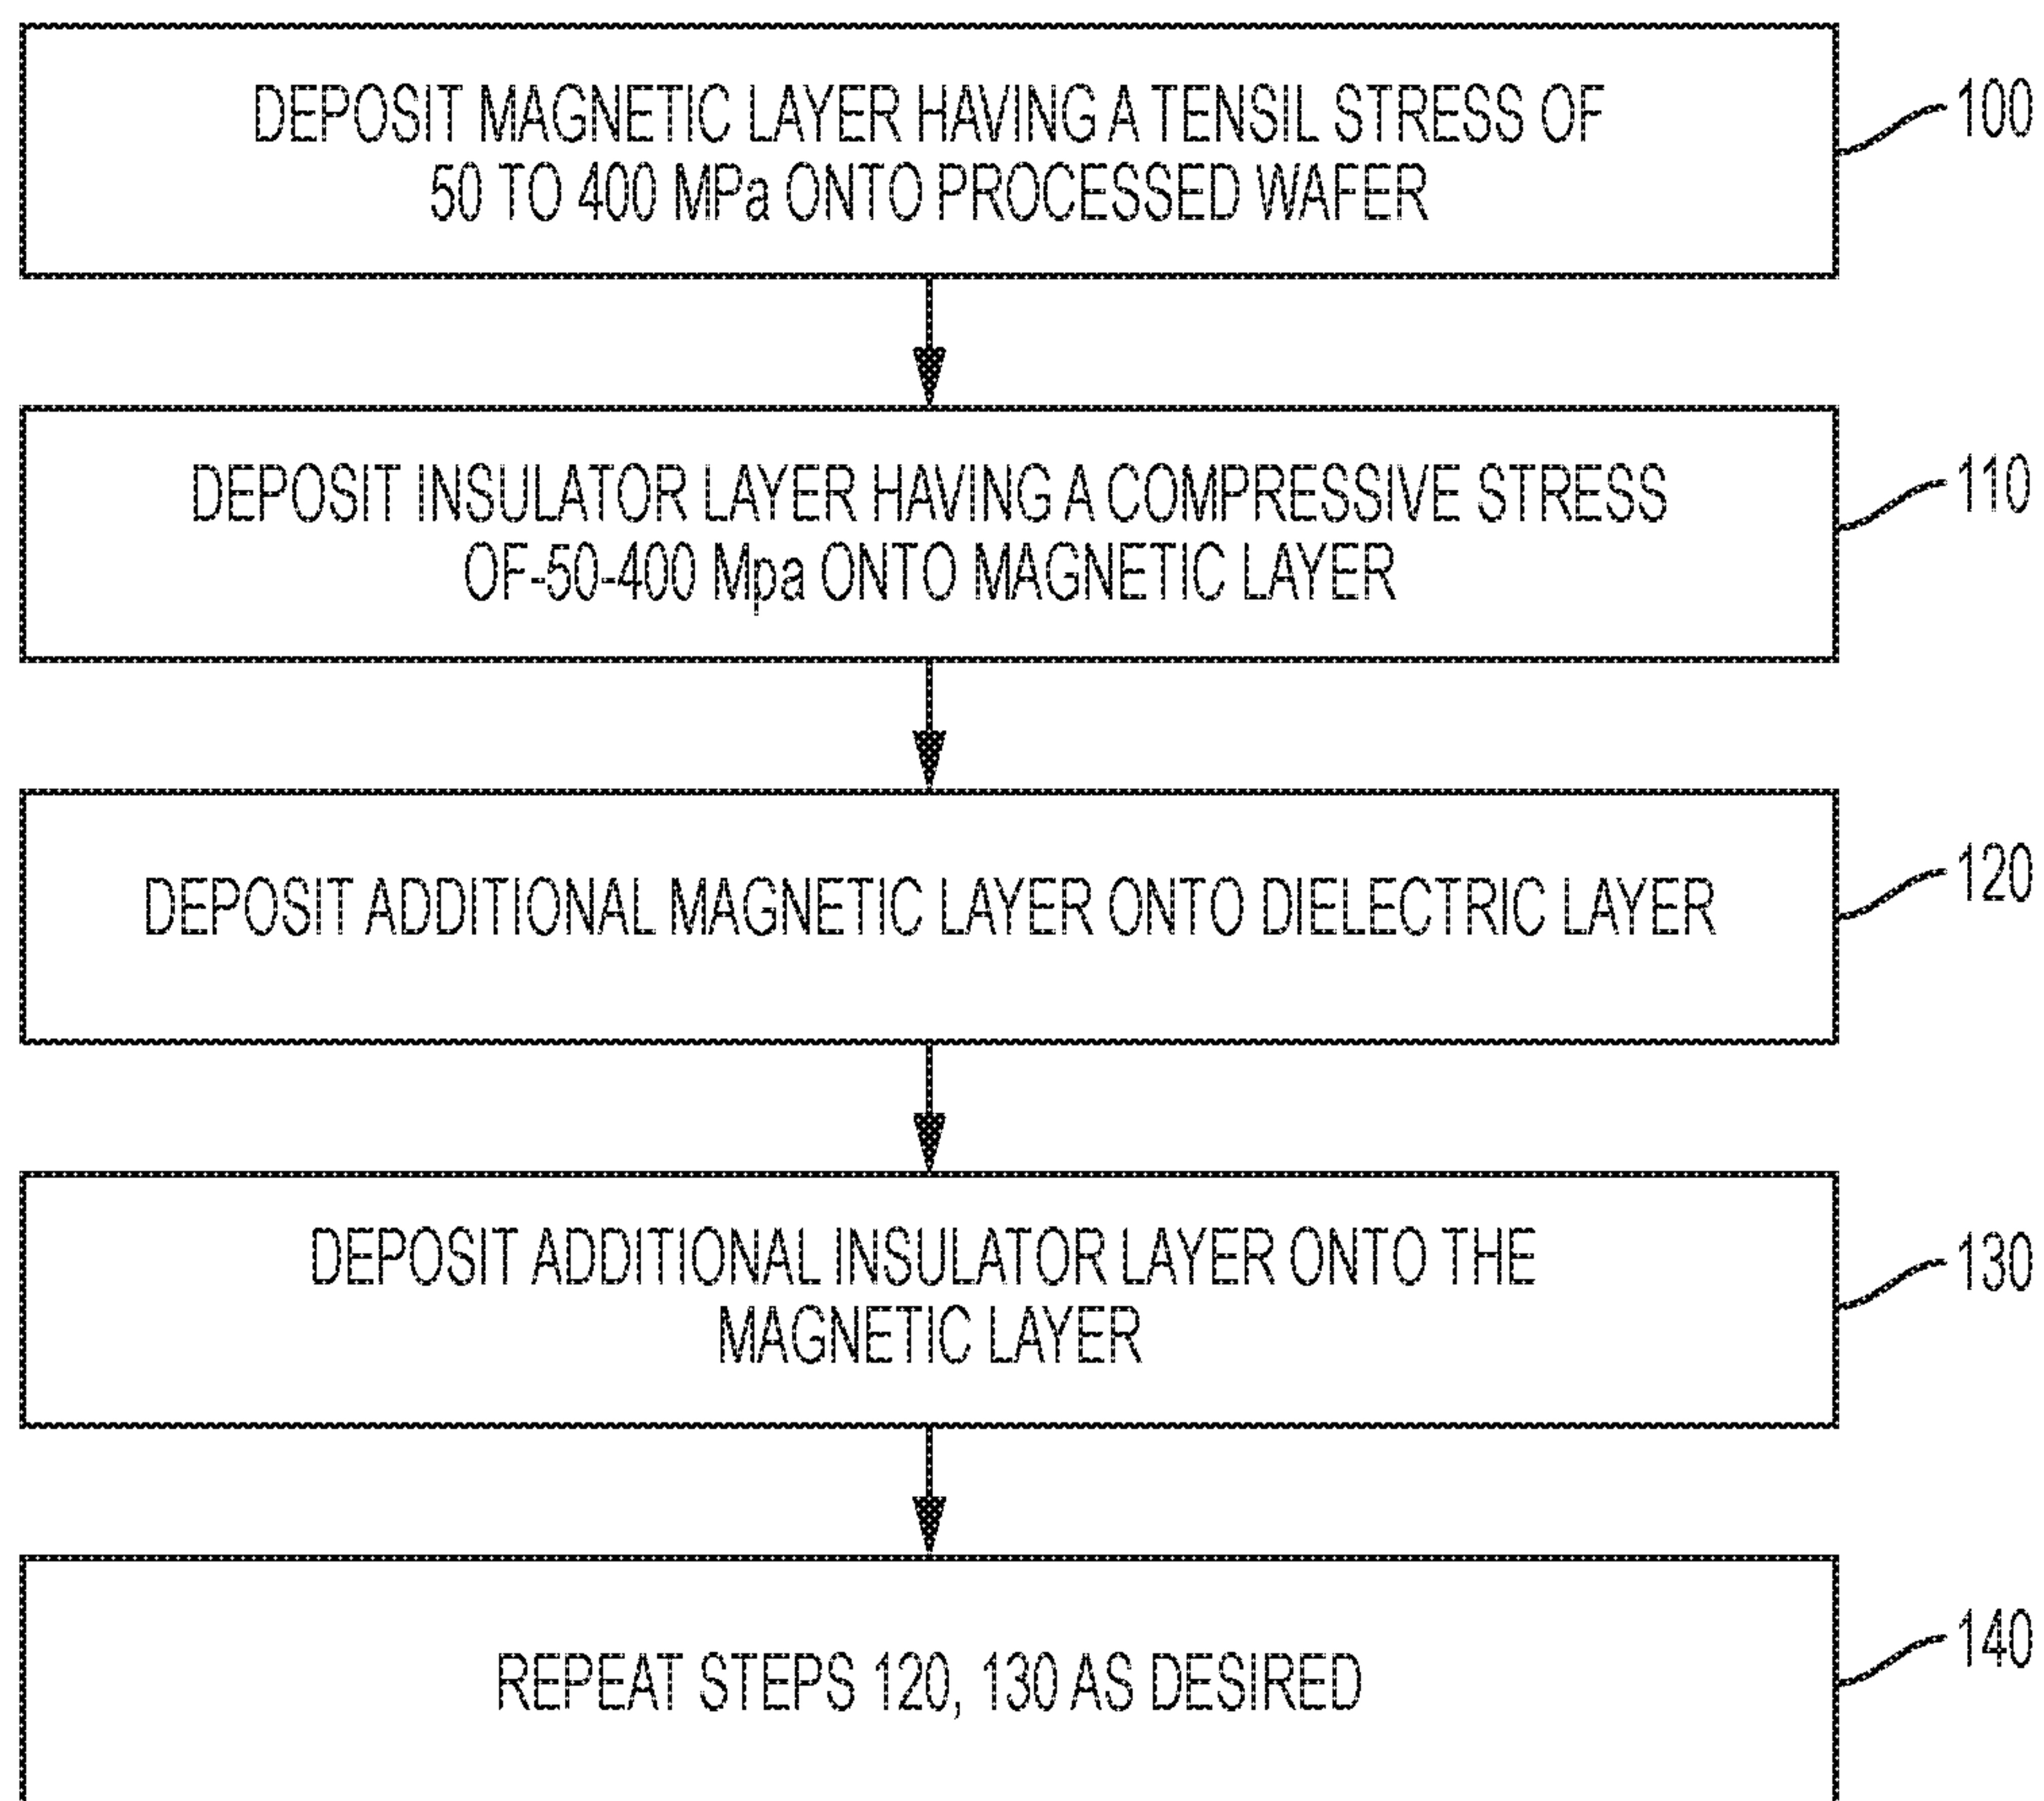 DEPOSIT MAGNETIC LAYER HAVING A TENSIL STRESS OF
50 TO 400 MPa ONTO PROCESSED WAFER
100
DEPOSIT INSULATOR LAYER HAVING A COMPRESSIVE STRESS
OF-50-400 Mpa ONTO MAGNETIC LAYER
110
DEPOSIT ADDITIONAL MAGNETIC LAYER ONTO DIELECTRIC LAYER
120
DEPOSIT ADDITIONAL INSULATOR LAYER ONTO THE
MAGNETIC LAYER
130
REPEAT STEPS 120, 130 AS DESIRED
140